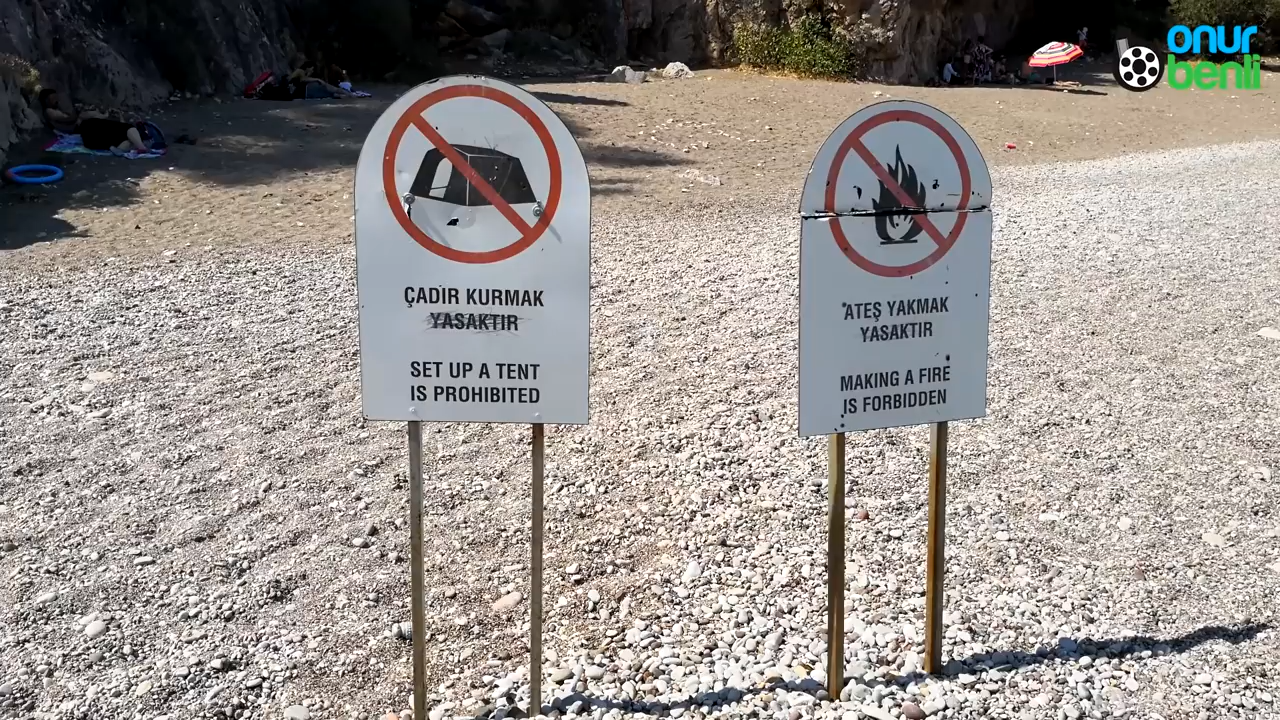 onur
benli
ÇADIR KURMAK
YASAKTIR
SET UP A TENT
IS PROHIBITED
ATEŞ YAKMAK
YASAKTIR
MAKING A FIRE
IS FORBIDDEN